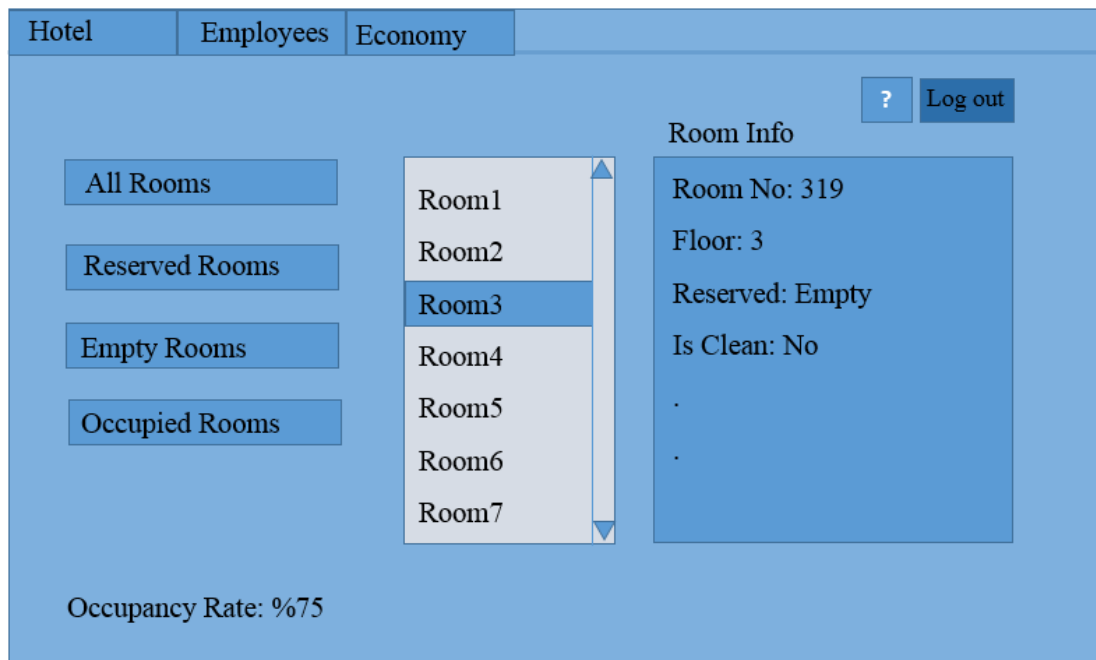 Hotel
Employees
Economy
?
Log out
Room Info
All Rooms
Reserved Rooms
Empty Rooms
Occupied Rooms
Room1
Room2
Room3
Room4
Room5
Room6
Room7
Room No: 319
Floor: 3
Reserved: Empty
Is Clean: No
.
.
Occupancy Rate: %75